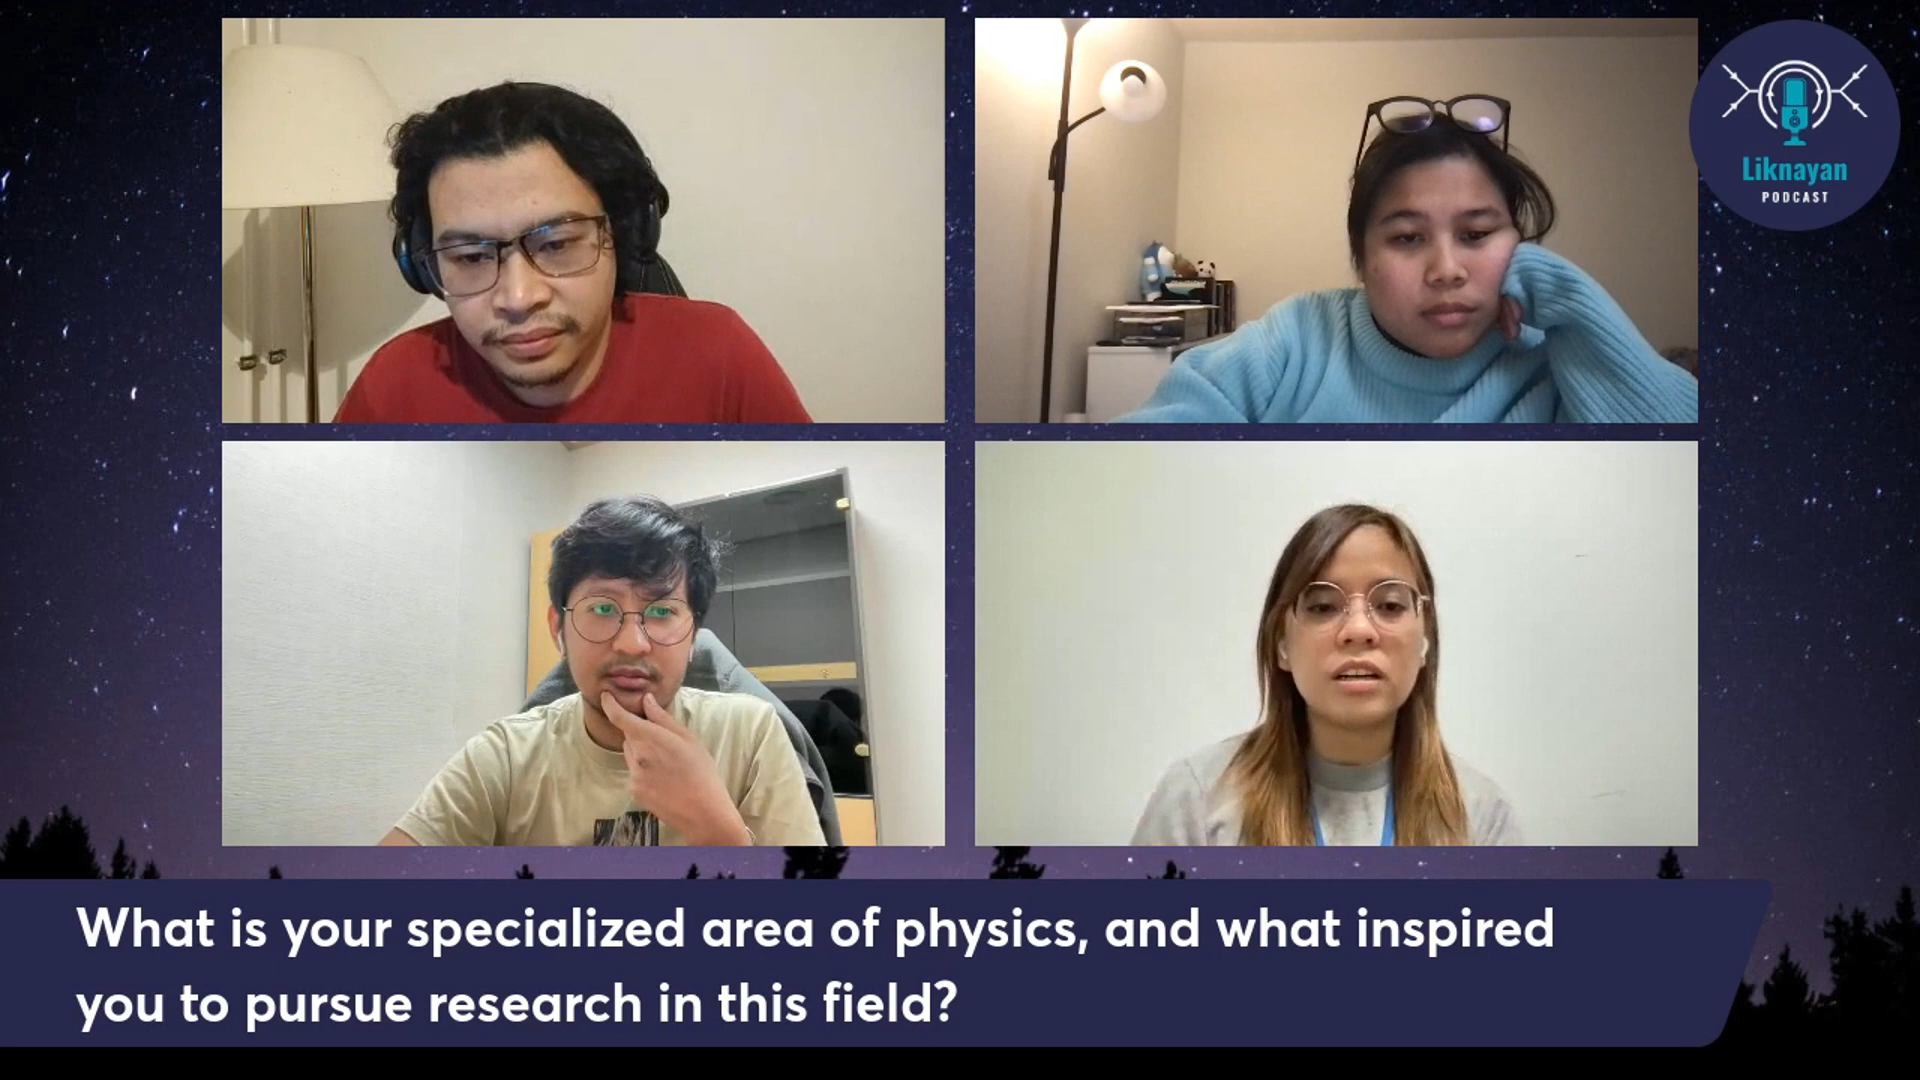 Liknayan
PODCAST
What is your specialized area of physics, and what inspired
you to pursue research in this field?